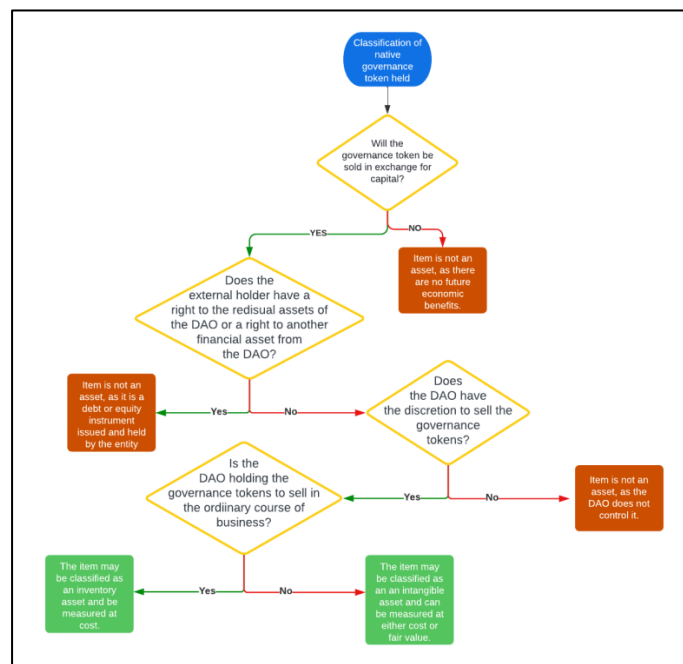 Classification of
native
governance
token held
Will the
governance token be
sold in exchange for
capital?
YES
NO
Item is not an
asset, as there
are no future
economic
benefits.
Does the
external holder have a
right to the redisual assets of
the DAO or a right to another
financial asset from
the DAO?
Item is not an
asset, as it is a
debt or equity
instrument
issued and held
by the entity
Yes
No
Does
the DAO have
the discretion to sell the
governance
tokens?
Is the
DAO holding the
governance tokens to sell in
the ordiinary course of
business?
Yes
No
Item is not an
asset, as the
DAO does not
control it.
The item may
be classified as
an inventory
asset and be
measured at
cost.
Yes
No
The item may
be classified as
an an intangible
asset and can
be measured at
either cost or
fair value.